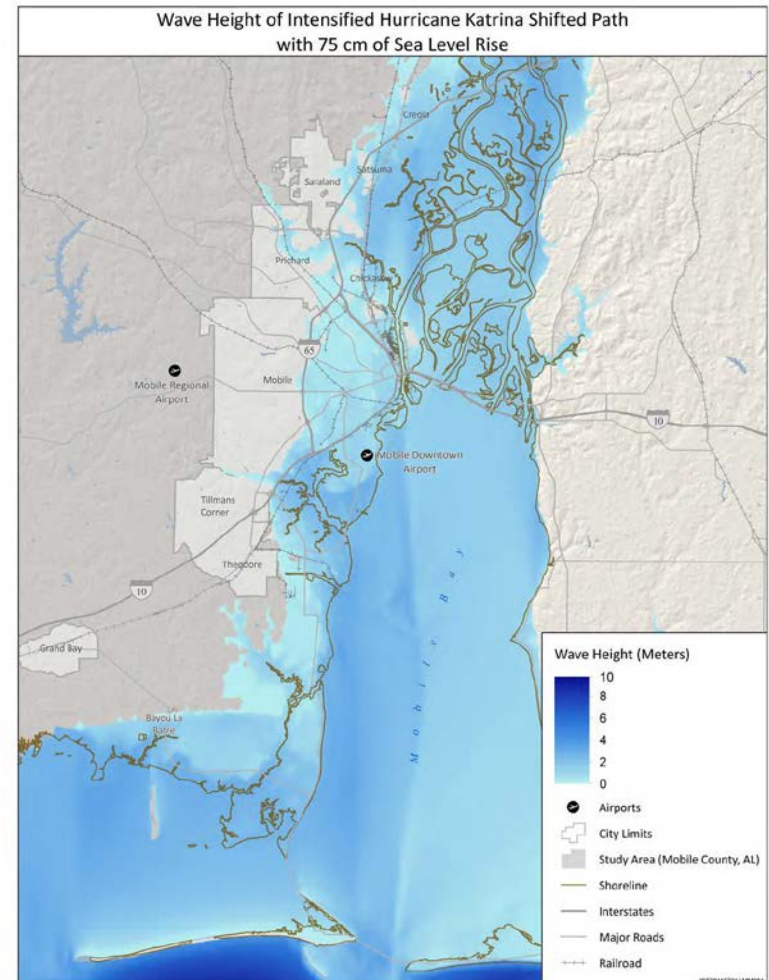 Wave Height of Intensified Hurricane Katrina Shifted Path
with 75 cm of Sea Level Rise
Creola
Satsuma
Saraland
Prichard
Chickasaw
65
Mobile
Mobile Regional
Airport
10
Mobile Downtown
Airport
Tillmans
Corner
Theodore
10
Mobile Bay
Grand Bay
Bayou La
Batre
Wave Height (Meters)
10
8
6
4
2
0
Airports
City Limits
Study Area (Mobile County, AL)
Shoreline
Interstates
Major Roads
Railroad